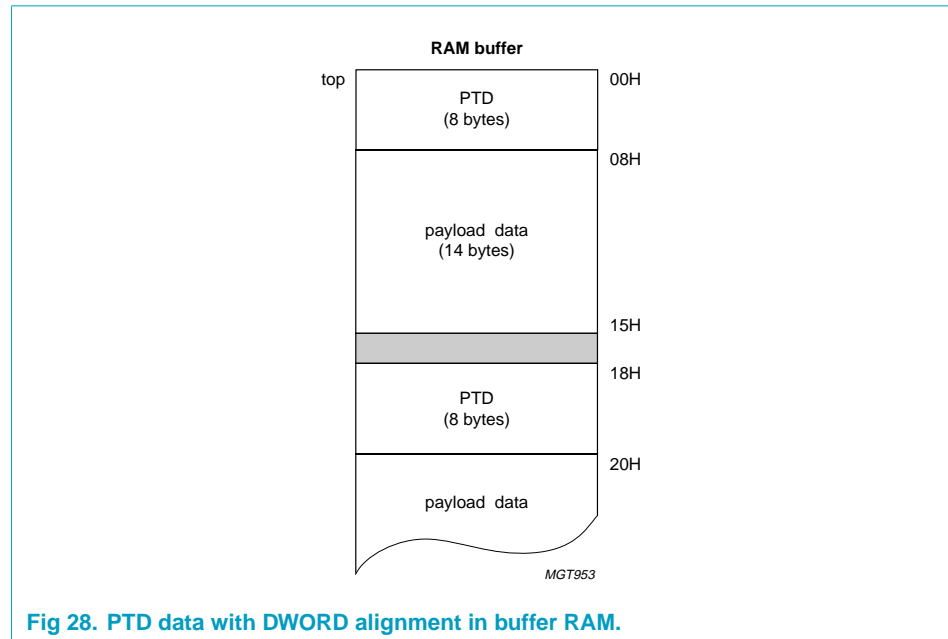 RAM buffer
top
00H
PTD
(8 bytes)
08H
payload data
(14 bytes)
15H
18H
PTD
(8 bytes)
20H
payload data
MGT953
Fig 28. PTD data with DWORD alignment in buffer RAM.